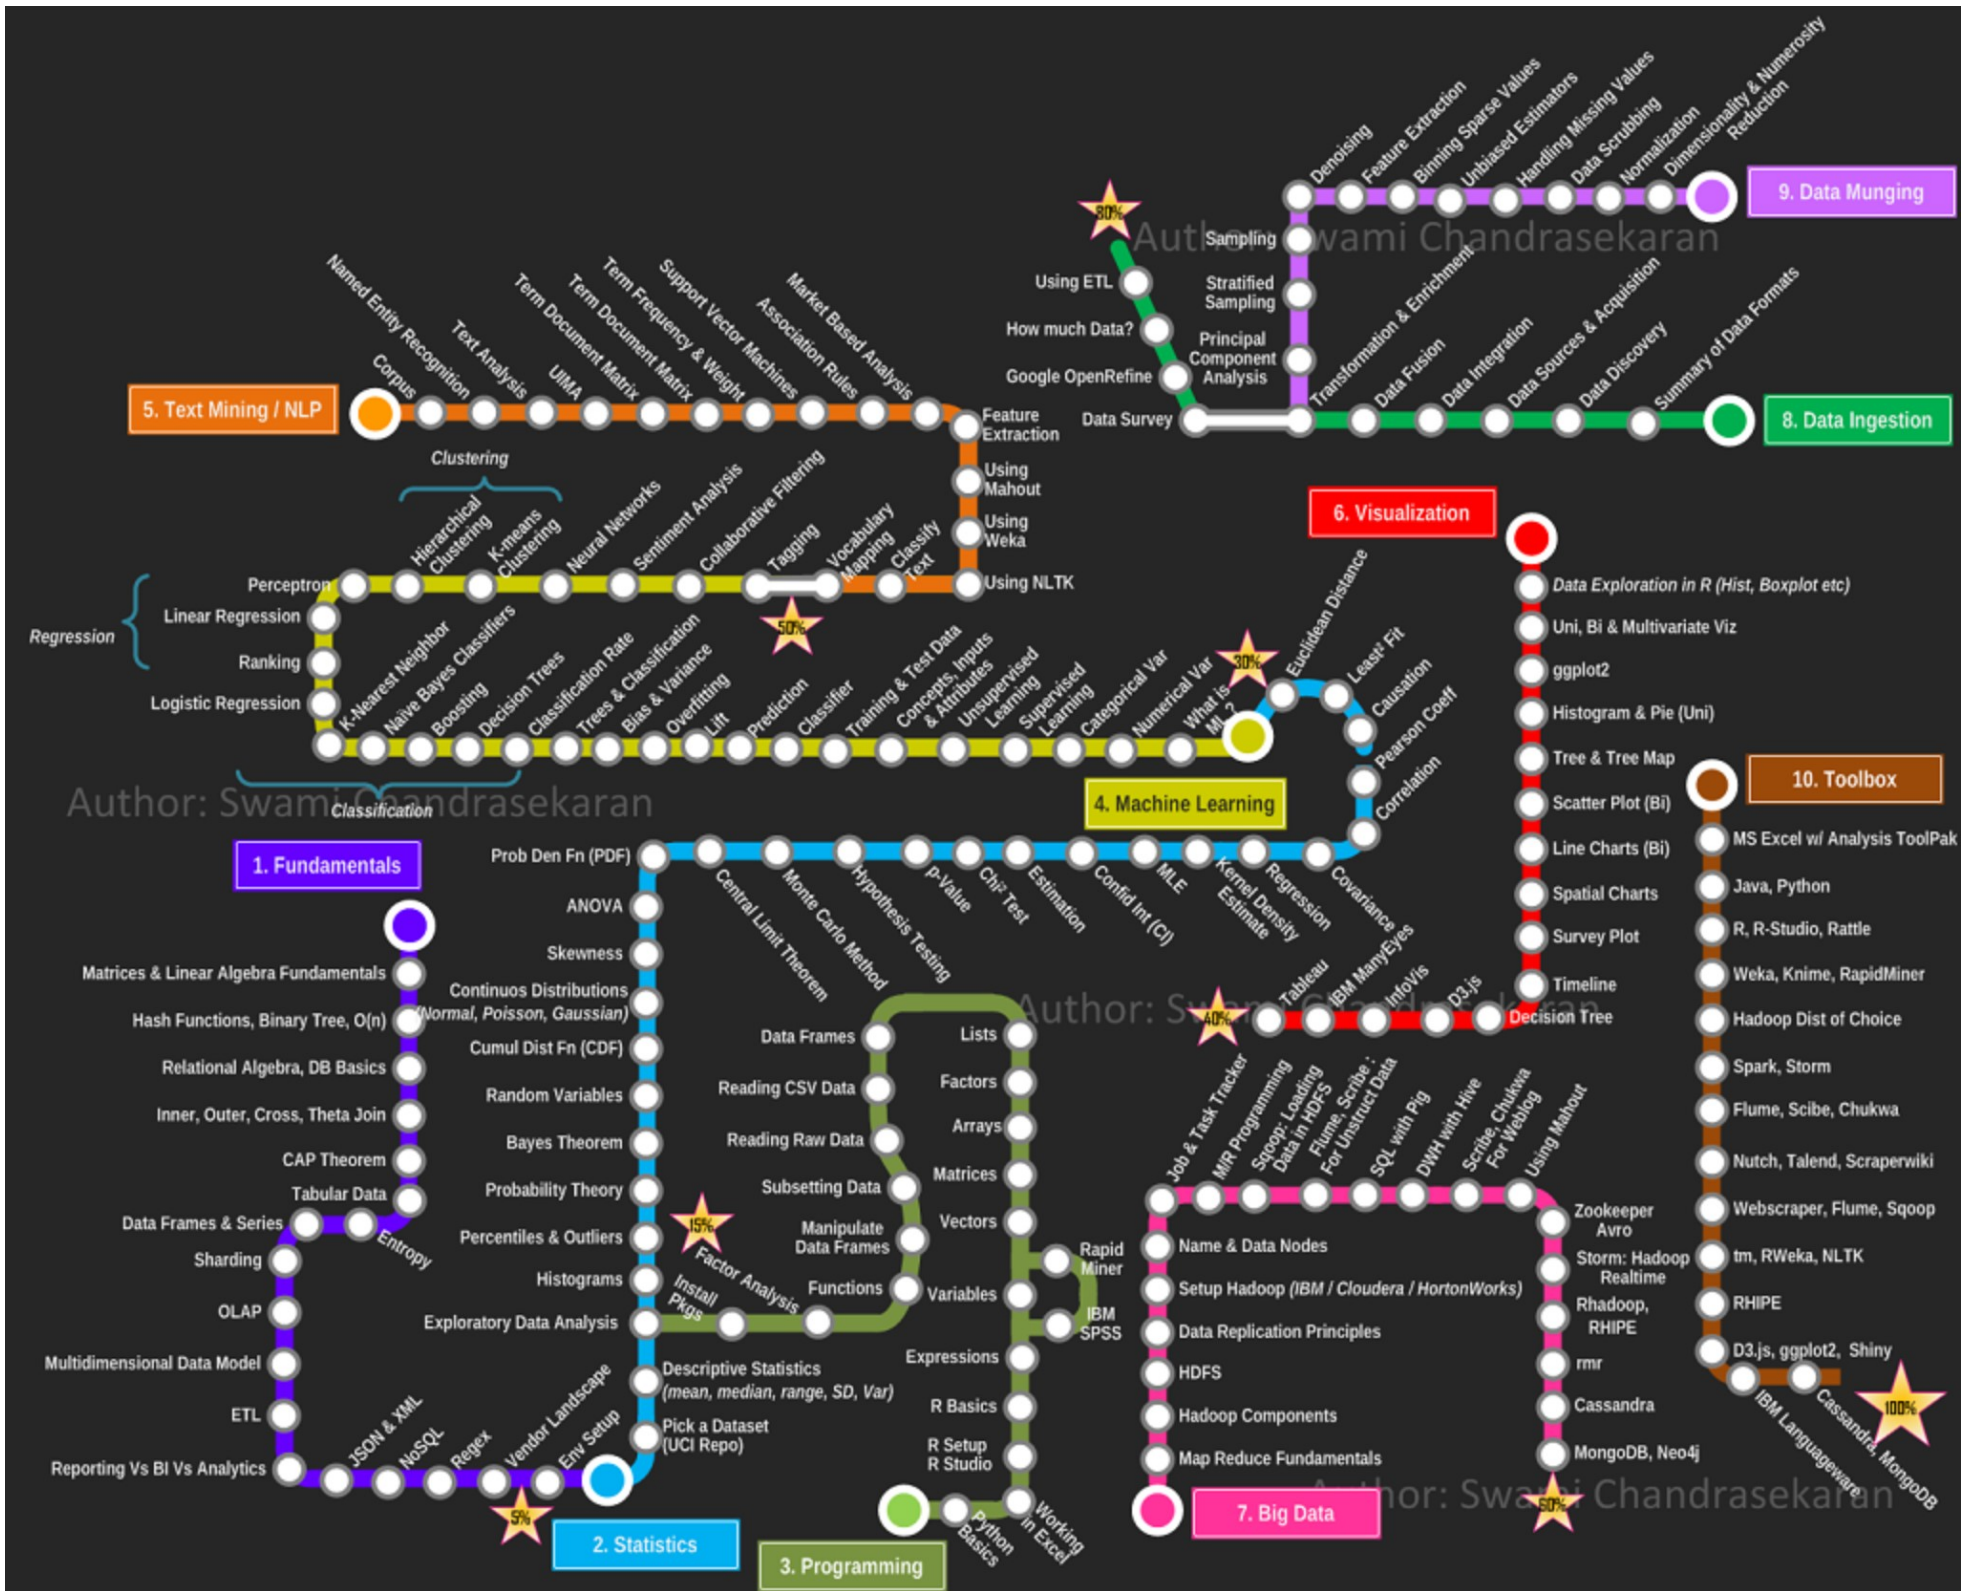 Dimensionality & Numerosity
Reduction
Normalization
Data Scrubbing
Handling Missing Values
Unbiased Estimators
Binning Sparse Values
Feature Extraction
Denoising
9. Data Munging
80%
Author: Swami Chandrasekaran
Sampling
Stratified
Sampling
Principal
Component
Analysis
Using ETL
How much Data?
Google OpenRefine
Data Survey
Transformation & Enrichment
Data Fusion
Data Integration
Data Sources & Acquisition
Data Discovery
Summary of Data Formats
8. Data Ingestion
5. Text Mining / NLP
Corpus
Named Entity Recognition
Text Analysis
UIMA
Term Document Matrix
Term Document Matrix
Term Frequency & Weight
Support Vector Machines
Association Rules
Market Based Analysis
Feature
Extraction
Using
Mahout
Using
Weka
Using NLTK
Classify
Text
Vocabulary
Mapping
Tagging
50%
Collaborative Filtering
Sentiment Analysis
Neural Networks
K-means
Clustering
Hierarchical
Clustering
Clustering
Perceptron
Linear Regression
Regression
Ranking
Logistic Regression
K-Nearest Neighbor
Naïve Bayes Classifiers
Boosting
Decision Trees
Classification Rate
Trees & Classification
Bias & Variance
Overfitting
Lift
Prediction
Classifier
Training & Test Data
Concepts, Inputs
& Attributes
Unsupervised
Learning
Supervised
Learning
Categorical Var
Numerical Var
What is
ML?
30%
Classification
Author: Swami Chandrasekaran
4. Machine Learning
Euclidean Distance
Least² Fit
Causation
Pearson Coeff
Correlation
Covariance
Regression
Kernel Density
Estimate
MLE
Confid Int (CI)
Estimation
Chi² Test
p-Value
Hypothesis Testing
Monte Carlo Method
Central Limit Theorem
Prob Den Fn (PDF)
ANOVA
Skewness
Continuos Distributions
(Normal, Poisson, Gaussian)
Cumul Dist Fn (CDF)
Random Variables
Bayes Theorem
Probability Theory
Percentiles & Outliers
Histograms
Exploratory Data Analysis
Descriptive Statistics
(mean, median, range, SD, Var)
Pick a Dataset
(UCI Repo)
2. Statistics
6. Visualization
Data Exploration in R (Hist, Boxplot etc)
Uni, Bi & Multivariate Viz
ggplot2
Histogram & Pie (Uni)
Tree & Tree Map
Scatter Plot (Bi)
Line Charts (Bi)
Spatial Charts
Survey Plot
Timeline
Decision Tree
D3.js
InfoVis
IBM ManyEyes
Tableau
40%
Author: Swami Chandrasekaran
10. Toolbox
MS Excel w/ Analysis ToolPak
Java, Python
R, R-Studio, Rattle
Weka, Knime, RapidMiner
Hadoop Dist of Choice
Spark, Storm
Flume, Scibe, Chukwa
Nutch, Talend, Scraperwiki
Webscraper, Flume, Sqoop
tm, RWeka, NLTK
RHIPE
D3.js, ggplot2, Shiny
IBM Languageware
Cassandra, MongoDB
100%
1. Fundamentals
Matrices & Linear Algebra Fundamentals
Hash Functions, Binary Tree, O(n)
Relational Algebra, DB Basics
Inner, Outer, Cross, Theta Join
CAP Theorem
Tabular Data
Entropy
Data Frames & Series
Sharding
OLAP
Multidimensional Data Model
ETL
Reporting Vs BI Vs Analytics
JSON & XML
NoSQL
Regex
Vendor Landscape
Env Setup
5%
3. Programming
Python
Basics
Working
in Excel
R Setup
R Studio
R Basics
Expressions
Variables
IBM
SPSS
Rapid
Miner
Vectors
Matrices
Arrays
Factors
Lists
Data Frames
Reading CSV Data
Reading Raw Data
Subsetting Data
Manipulate
Data Frames
Functions
Factor Analysis
Install
Pkgs
15%
7. Big Data
Map Reduce Fundamentals
Hadoop Components
HDFS
Data Replication Principles
Setup Hadoop (IBM / Cloudera / HortonWorks)
Name & Data Nodes
Job & Task Tracker
M/R Programming
Sqoop: Loading
Data in HDFS
Flume, Scribe :
For Unstruct Data
SQL with Pig
DWH with Hive
Scribe, Chukwa
For Weblog
Using Mahout
Zookeeper
Avro
Storm: Hadoop
Realtime
Rhadoop,
RHIPE
rmr
Cassandra
MongoDB, Neo4j
60%
Author: Swami Chandrasekaran